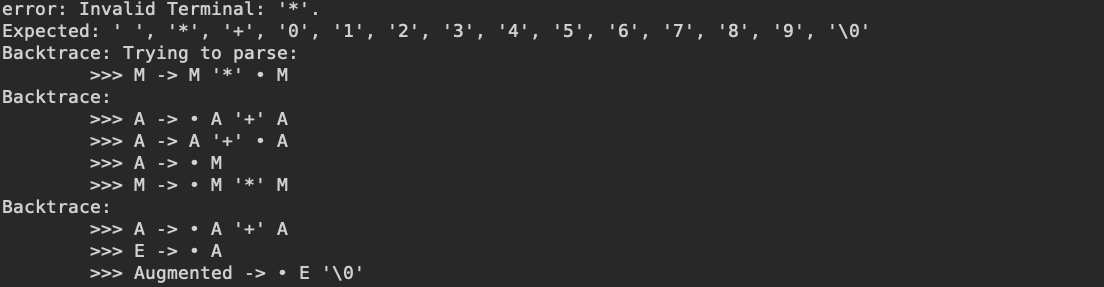 error: Invalid Terminal: '*'.
Expected: ' ', '*', '+', '0', '1', '2', '3', '4', '5', '6', '7', '8', '9', '\0'
Backtrace: Trying to parse:
        >>> M -> M '*' • M
Backtrace:
        >>> A -> • A '+' A
        >>> A -> A '+' • A
        >>> A -> • M
        >>> M -> • M '*' M
Backtrace:
        >>> A -> • A '+' A
        >>> E -> • A
        >>> Augmented -> • E '\0'